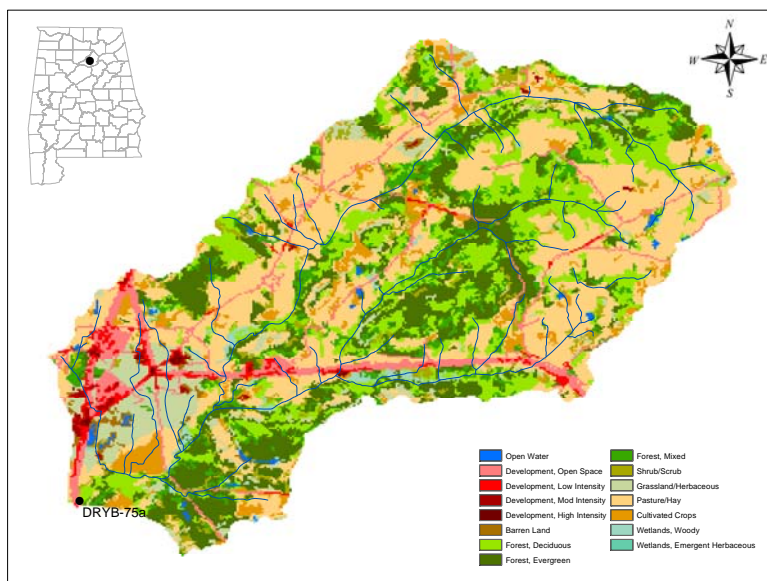 N
W E
S
DRYB-75a
Open Water
Development, Open Space
Development, Low Intensity
Development, Mod Intensity
Development, High Intensity
Barren Land
Forest, Deciduous
Forest, Evergreen
Forest, Mixed
Shrub/Scrub
Grassland/Herbaceous
Pasture/Hay
Cultivated Crops
Wetlands, Woody
Wetlands, Emergent Herbaceous